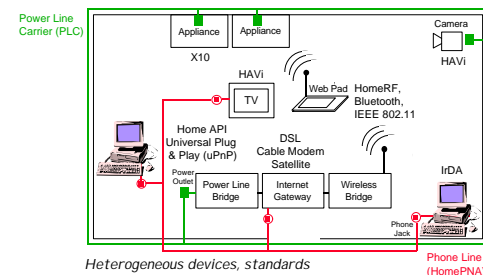 Power Line
Carrier (PLC)
Appliance
Appliance
X10
Camera
HAVi
HAVi
TV
Web Pad
HomeRF,
Bluetooth,
IEEE 802.11
Home API
Universal Plug
& Play (uPnP)
DSL
Cable Modem
Satellite
Power
Outlet
Power Line
Bridge
Internet
Gateway
Wireless
Bridge
IrDA
Phone
Jack
Heterogeneous devices, standards
Phone Line
(HomePNA)